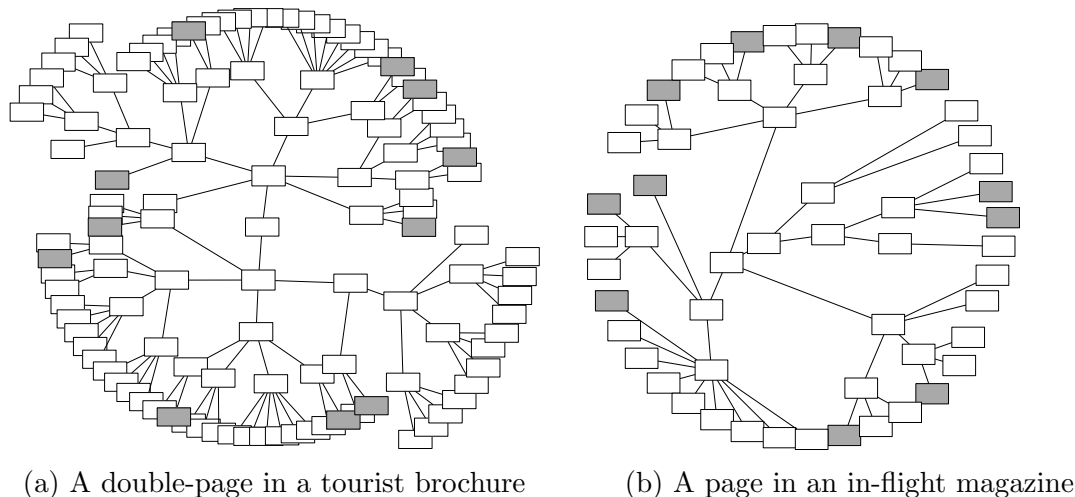 (a) A double-page in a tourist brochure
(b) A page in an in-flight magazine